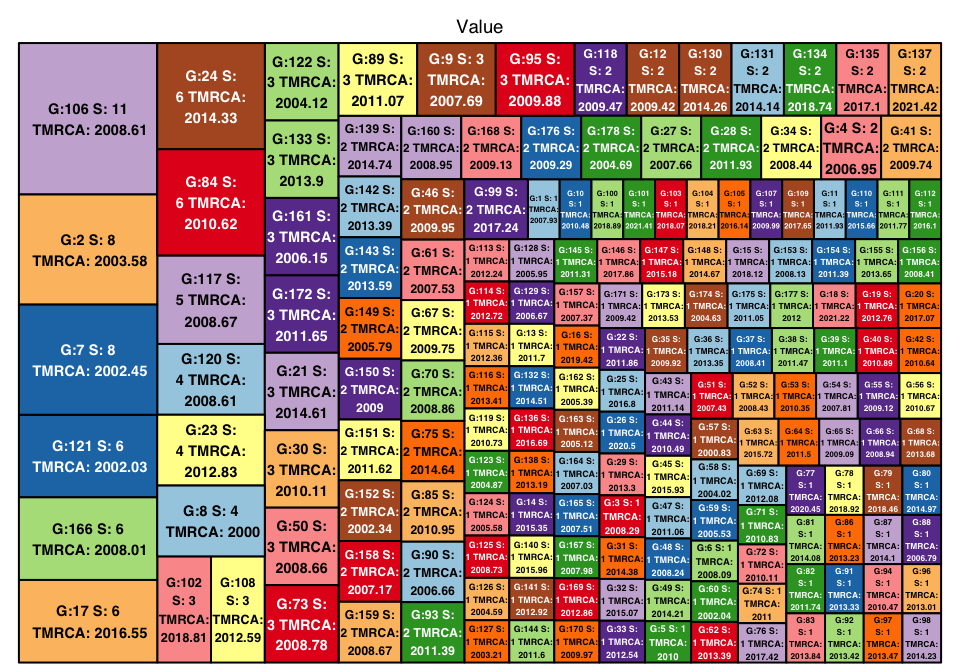 Value
G:106 S: 11
TMRCA: 2008.61
G:2 S: 8
TMRCA: 2003.58
G:7 S: 8
TMRCA: 2002.45
G:121 S: 6
TMRCA: 2002.03
G:166 S: 6
TMRCA: 2008.01
G:17 S: 6
TMRCA: 2016.55
G:24 S:
6 TMRCA:
2014.33
G:84 S:
6 TMRCA:
2010.62
G:117 S:
5 TMRCA:
2008.67
G:120 S:
4 TMRCA:
2008.61
G:23 S:
4 TMRCA:
2012.83
G:8 S: 4
TMRCA: 2000
G:102
S: 3
TMRCA:
2018.81
G:108
S: 3
TMRCA:
2012.59
G:122 S:
3 TMRCA:
2004.12
G:133 S:
3 TMRCA:
2013.9
G:161 S:
3 TMRCA:
2006.15
G:172 S:
3 TMRCA:
2011.65
G:21 S:
3 TMRCA:
2014.61
G:30 S:
3 TMRCA:
2010.11
G:50 S:
3 TMRCA:
2008.66
G:73 S:
3 TMRCA:
2008.78
G:89 S:
3 TMRCA:
2011.07
G:9 S: 3
TMRCA:
2007.69
G:95 S:
3 TMRCA:
2009.88
G:118
S: 2
TMRCA:
2009.47
G:12
S: 2
TMRCA:
2009.42
G:130
S: 2
TMRCA:
2014.26
G:131
S: 2
TMRCA:
2014.14
G:134
S: 2
TMRCA:
2018.74
G:135
S: 2
TMRCA:
2017.1
G:137
S: 2
TMRCA:
2021.42
G:139 S:
2 TMRCA:
2014.74
G:160 S:
2 TMRCA:
2008.95
G:168 S:
2 TMRCA:
2009.13
G:176 S:
2 TMRCA:
2009.29
G:178 S:
2 TMRCA:
2004.69
G:27 S:
2 TMRCA:
2007.66
G:28 S:
2 TMRCA:
2011.93
G:34 S:
2 TMRCA:
2008.44
G:4 S: 2
TMRCA:
2006.95
G:41 S:
2 TMRCA:
2009.74
G:142 S:
2 TMRCA:
2013.39
G:143 S:
2 TMRCA:
2013.59
G:149 S:
2 TMRCA:
2005.79
G:150 S:
2 TMRCA:
2009
G:151 S:
2 TMRCA:
2011.62
G:152 S:
2 TMRCA:
2002.34
G:158 S:
2 TMRCA:
2007.17
G:159 S:
2 TMRCA:
2008.67
G:46 S:
2 TMRCA:
2009.95
G:61 S:
2 TMRCA:
2007.53
G:67 S:
2 TMRCA:
2009.75
G:70 S:
2 TMRCA:
2008.86
G:75 S:
2 TMRCA:
2014.64
G:85 S:
2 TMRCA:
2010.95
G:90 S:
2 TMRCA:
2006.66
G:93 S:
2 TMRCA:
2011.39
G:99 S:
2 TMRCA:
2017.24
G:1 S: 1
TMRCA:
2007.93
G:10
S: 1
TMRCA:
2010.48
G:100
S: 1
TMRCA:
2018.89
G:101
S: 1
TMRCA:
2021.41
G:103
S: 1
TMRCA:
2018.07
G:104
S: 1
TMRCA:
2018.21
G:105
S: 1
TMRCA:
2016.14
G:107
S: 1
TMRCA:
2009.99
G:109
S: 1
TMRCA:
2017.65
G:11
S: 1
TMRCA:
2011.93
G:110
S: 1
TMRCA:
2015.66
G:111
S: 1
TMRCA:
2011.77
G:112
S: 1
TMRCA:
2016.1
G:113 S:
1 TMRCA:
2012.24
G:114 S:
1 TMRCA:
2012.72
G:115 S:
1 TMRCA:
2012.36
G:116 S:
1 TMRCA:
2013.41
G:119 S:
1 TMRCA:
2010.73
G:123 S:
1 TMRCA:
2004.87
G:124 S:
1 TMRCA:
2005.58
G:125 S:
1 TMRCA:
2008.73
G:126 S:
1 TMRCA:
2004.59
G:127 S:
1 TMRCA:
2003.21
G:128 S:
1 TMRCA:
2005.95
G:129 S:
1 TMRCA:
2006.67
G:13 S:
1 TMRCA:
2011.7
G:132 S:
1 TMRCA:
2014.51
G:136 S:
1 TMRCA:
2016.69
G:138 S:
1 TMRCA:
2013.19
G:14 S:
1 TMRCA:
2015.35
G:140 S:
1 TMRCA:
2015.96
G:141 S:
1 TMRCA:
2012.92
G:144 S:
1 TMRCA:
2011.6
G:145 S:
1 TMRCA:
2011.31
G:146 S:
1 TMRCA:
2017.86
G:147 S:
1 TMRCA:
2015.18
G:148 S:
1 TMRCA:
2014.67
G:15 S:
1 TMRCA:
2018.12
G:153 S:
1 TMRCA:
2008.13
G:154 S:
1 TMRCA:
2011.39
G:155 S:
1 TMRCA:
2013.65
G:156 S:
1 TMRCA:
2008.41
G:157 S:
1 TMRCA:
2007.37
G:16 S:
1 TMRCA:
2019.42
G:162 S:
1 TMRCA:
2005.39
G:163 S:
1 TMRCA:
2005.12
G:164 S:
1 TMRCA:
2007.03
G:165 S:
1 TMRCA:
2007.51
G:167 S:
1 TMRCA:
2007.98
G:169 S:
1 TMRCA:
2012.86
G:170 S:
1 TMRCA:
2009.97
G:171 S:
1 TMRCA:
2009.42
G:173 S:
1 TMRCA:
2013.53
G:174 S:
1 TMRCA:
2004.63
G:175 S:
1 TMRCA:
2011.05
G:177 S:
1 TMRCA:
2012
G:18 S:
1 TMRCA:
2021.22
G:19 S:
1 TMRCA:
2012.76
G:20 S:
1 TMRCA:
2017.07
G:22 S:
1 TMRCA:
2011.86
G:25 S:
1 TMRCA:
2016.8
G:26 S:
1 TMRCA:
2020.5
G:29 S:
1 TMRCA:
2013.3
G:3 S: 1
TMRCA:
2008.29
G:31 S:
1 TMRCA:
2014.38
G:32 S:
1 TMRCA:
2015.07
G:33 S:
1 TMRCA:
2012.54
G:35 S:
1 TMRCA:
2009.92
G:36 S:
1 TMRCA:
2013.35
G:37 S:
1 TMRCA:
2008.41
G:38 S:
1 TMRCA:
2011.47
G:39 S:
1 TMRCA:
2011.1
G:40 S:
1 TMRCA:
2010.89
G:42 S:
1 TMRCA:
2010.64
G:43 S:
1 TMRCA:
2011.14
G:44 S:
1 TMRCA:
2010.49
G:45 S:
1 TMRCA:
2015.93
G:47 S:
1 TMRCA:
2011.06
G:48 S:
1 TMRCA:
2008.24
G:49 S:
1 TMRCA:
2014.21
G:5 S: 1
TMRCA:
2010
G:51 S:
1 TMRCA:
2007.43
G:52 S:
1 TMRCA:
2008.43
G:53 S:
1 TMRCA:
2010.35
G:54 S:
1 TMRCA:
2007.81
G:55 S:
1 TMRCA:
2009.12
G:56 S:
1 TMRCA:
2010.67
G:57 S:
1 TMRCA:
2000.83
G:58 S:
1 TMRCA:
2004.02
G:59 S:
1 TMRCA:
2005.53
G:6 S: 1
TMRCA:
2008.09
G:60 S:
1 TMRCA:
2002.04
G:62 S:
1 TMRCA:
2013.39
G:63 S:
1 TMRCA:
2015.72
G:64 S:
1 TMRCA:
2011.5
G:65 S:
1 TMRCA:
2009.09
G:66 S:
1 TMRCA:
2008.94
G:68 S:
1 TMRCA:
2013.68
G:69 S:
1 TMRCA:
2012.08
G:71 S:
1 TMRCA:
2010.83
G:72 S:
1 TMRCA:
2010.11
G:74 S: 1
TMRCA:
2011
G:76 S:
1 TMRCA:
2017.42
G:77
S: 1
TMRCA:
2020.45
G:78
S: 1
TMRCA:
2018.92
G:79
S: 1
TMRCA:
2018.46
G:80
S: 1
TMRCA:
2014.97
G:81
S: 1
TMRCA:
2014.08
G:86
S: 1
TMRCA:
2013.23
G:87
S: 1
TMRCA:
2014.1
G:88
S: 1
TMRCA:
2006.79
G:82
S: 1
TMRCA:
2011.74
G:91
S: 1
TMRCA:
2013.33
G:94
S: 1
TMRCA:
2010.47
G:96
S: 1
TMRCA:
2013.01
G:83
S: 1
TMRCA:
2013.84
G:92
S: 1
TMRCA:
2013.42
G:97
S: 1
TMRCA:
2013.47
G:98
S: 1
TMRCA:
2014.23